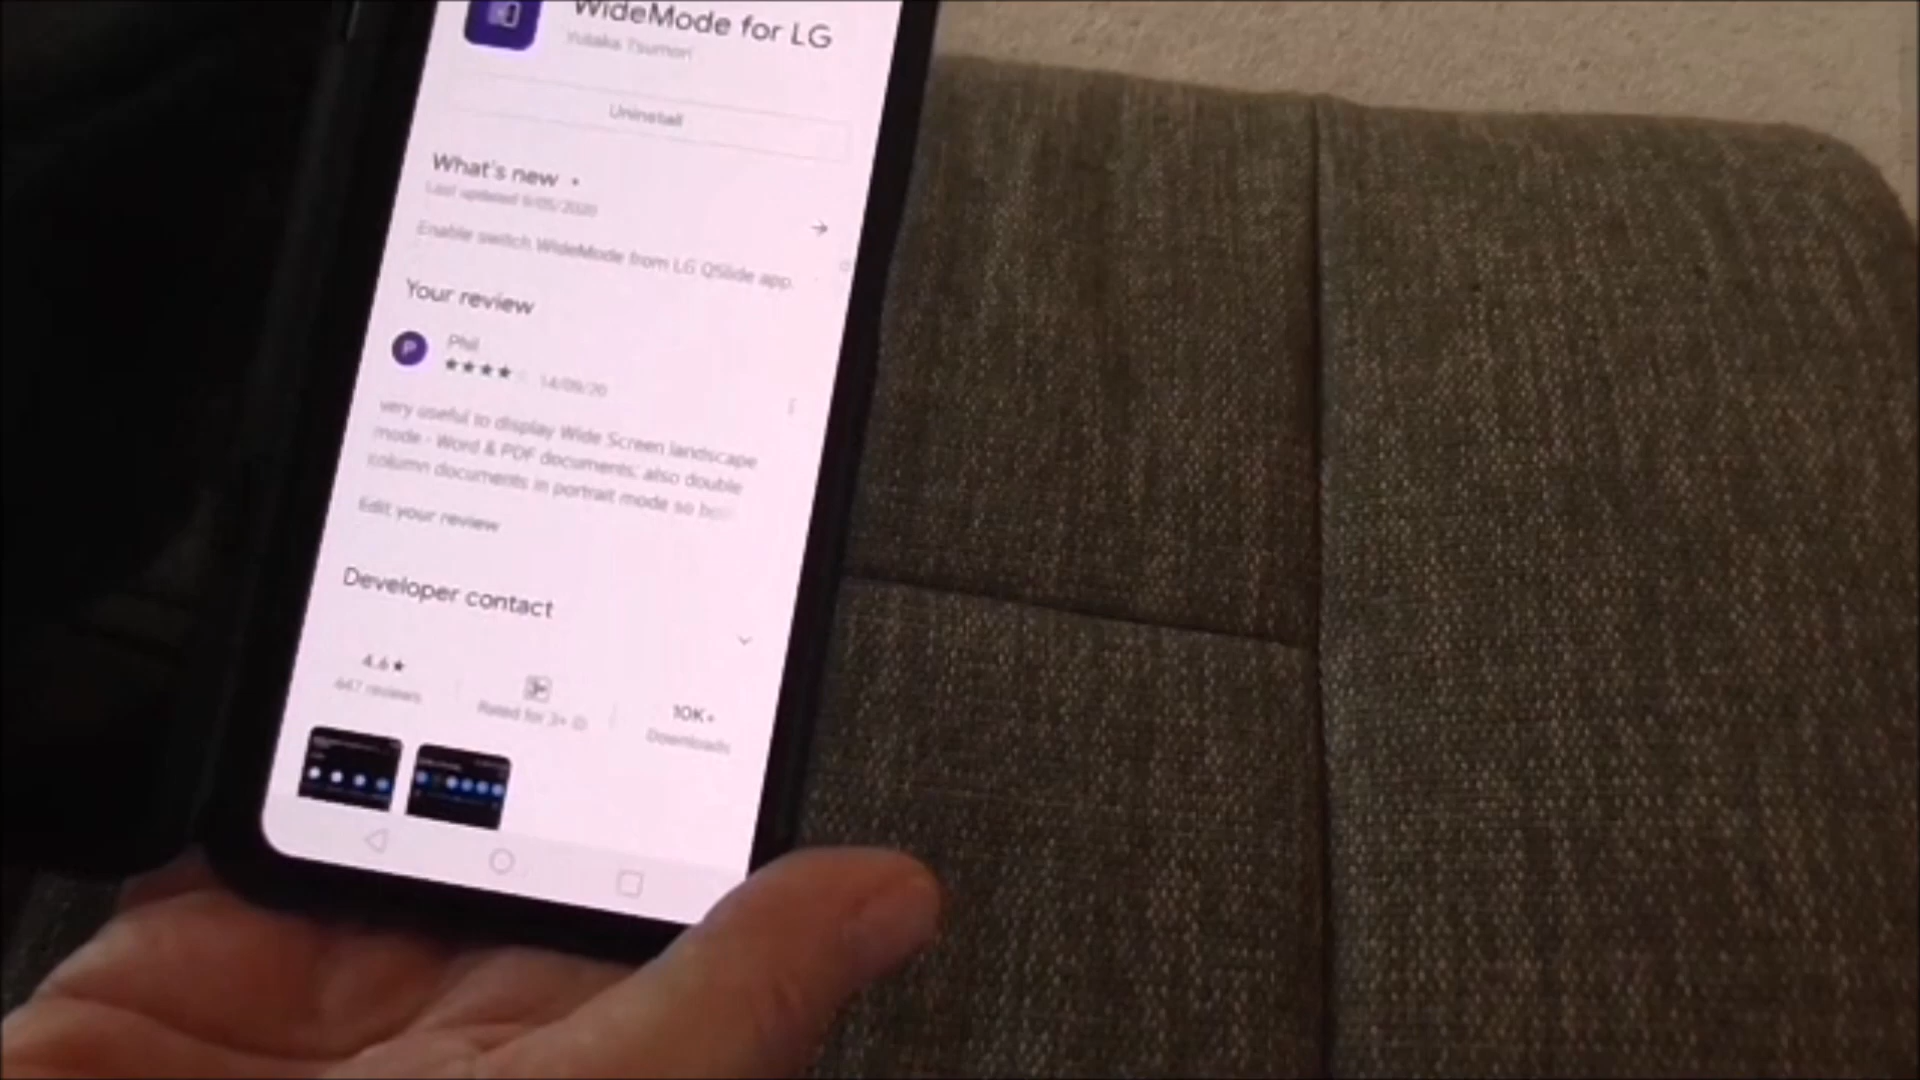 WideMode for LG
Yutaka Tsumori
Uninstall
What's new •
Last updated 9/05/2020
Enable switch WideMode from LG QSlide app.
Your review
P
Phil
★★★★ 14/09/20
very useful to display Wide Screen landscape
mode - Word & PDF documents; also double
column documents in portrait mode so
Edit your review
Developer contact
4.6★
647 reviews
Rated for 3+
10K+
Downloads